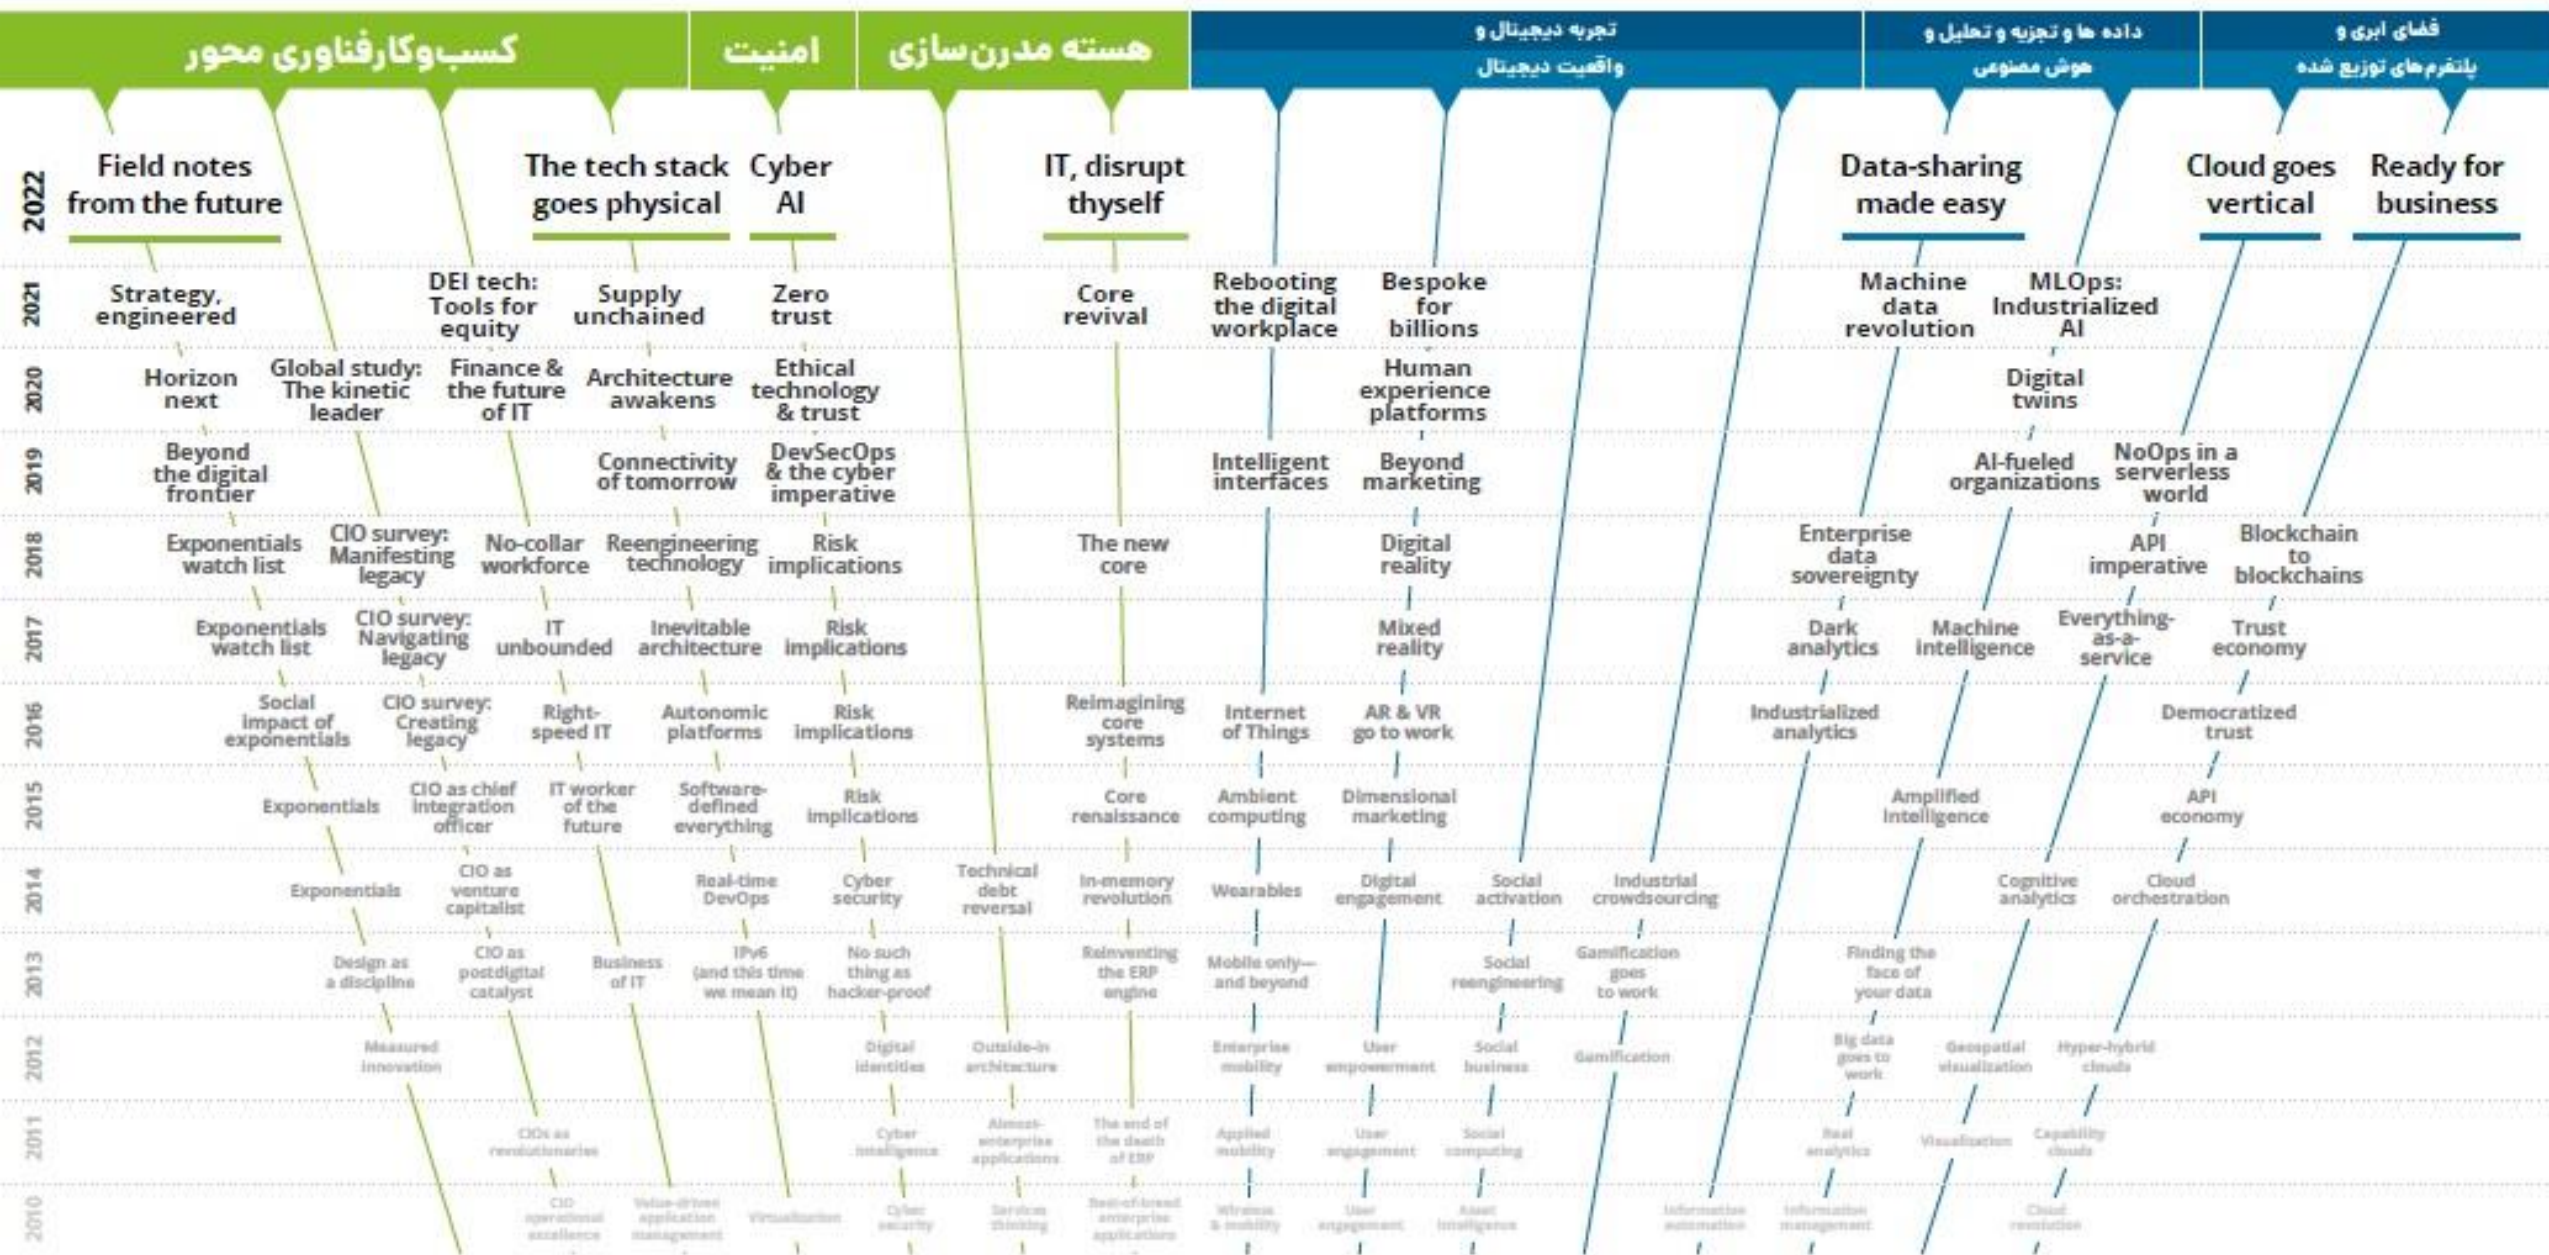 کسب‌وکارفناوری محور
امنیت
هسته مدرن‌سازی
تجربه دیجیتال و
واقعیت دیجیتال
داده ها و تجزیه و تحلیل و
هوش مصنوعی
فضای ابری و
پلتفرم‌های توزیع شده
2022
Field notes
from the future
The tech stack
goes physical
Cyber
AI
IT, disrupt
thyself
Data-sharing
made easy
Cloud goes
vertical
Ready for
business
2021
Strategy,
engineered
DEI tech:
Tools for
equity
Supply
unchained
Zero
trust
Core
revival
Rebooting
the digital
workplace
Bespoke
for
billions
Machine
data
revolution
MLOps:
Industrialized
AI
2020
Horizon
next
Global study:
The kinetic
leader
Finance &
the future
of IT
Architecture
awakens
Ethical
technology
& trust
Human
experience
platforms
Digital
twins
2019
Beyond
the digital
frontier
Connectivity
of tomorrow
DevSecOps
& the cyber
imperative
Intelligent
interfaces
Beyond
marketing
AI-fueled
organizations
NoOps in a
serverless
world
2018
Exponentials
watch list
CIO survey:
Manifesting
legacy
No-collar
workforce
Reengineering
technology
Risk
implications
The new
core
Digital
reality
Enterprise
data
sovereignty
API
imperative
Blockchain
to
blockchains
2017
Exponentials
watch list
CIO survey:
Navigating
legacy
IT
unbounded
Inevitable
architecture
Risk
implications
Mixed
reality
Dark
analytics
Machine
intelligence
Everything-
as-a-
service
Trust
economy
2016
Social
impact of
exponentials
CIO survey:
Creating
legacy
Right-
speed IT
Autonomic
platforms
Risk
implications
Reimagining
core
systems
Internet
of Things
AR & VR
go to work
Industrialized
analytics
Democratized
trust
2015
Exponentials
CIO as chief
integration
officer
IT worker
of the
future
Software-
defined
everything
Risk
implications
Core
renaissance
Ambient
computing
Dimensional
marketing
Amplified
intelligence
API
economy
2014
Exponentials
CIO as
venture
capitalist
Real-time
DevOps
Cyber
security
Technical
debt
reversal
In-memory
revolution
Wearables
Digital
engagement
Social
activation
Industrial
crowdsourcing
Cognitive
analytics
Cloud
orchestration
2013
Design as
a discipline
CIO as
postdigital
catalyst
Business
of IT
IPv6
(and this time
we mean it)
No such
thing as
hacker-proof
Reinventing
the ERP
engine
Mobile only—
and beyond
Social
reengineering
Gamification
goes
to work
Finding the
face of
your data
2012
Measured
innovation
Digital
identities
Outside-in
architecture
Enterprise
mobility
User
empowerment
Social
business
Gamification
Big data
goes to
work
Geospatial
visualization
Hyper-hybrid
clouds
2011
CIOs as
revolutionaries
Cyber
intelligence
Almost-
enterprise
applications
The end of
the death
of ERP
Applied
mobility
User
engagement
Social
computing
Real
analytics
Visualization
Capability
clouds
2010
CIO
operational
excellence
Value-driven
application
management
Virtualization
Cyber
security
Services
thinking
Best-of-breed
enterprise
applications
Wireless
& mobility
User
engagement
Asset
intelligence
Information
automation
Information
management
Cloud
revolution